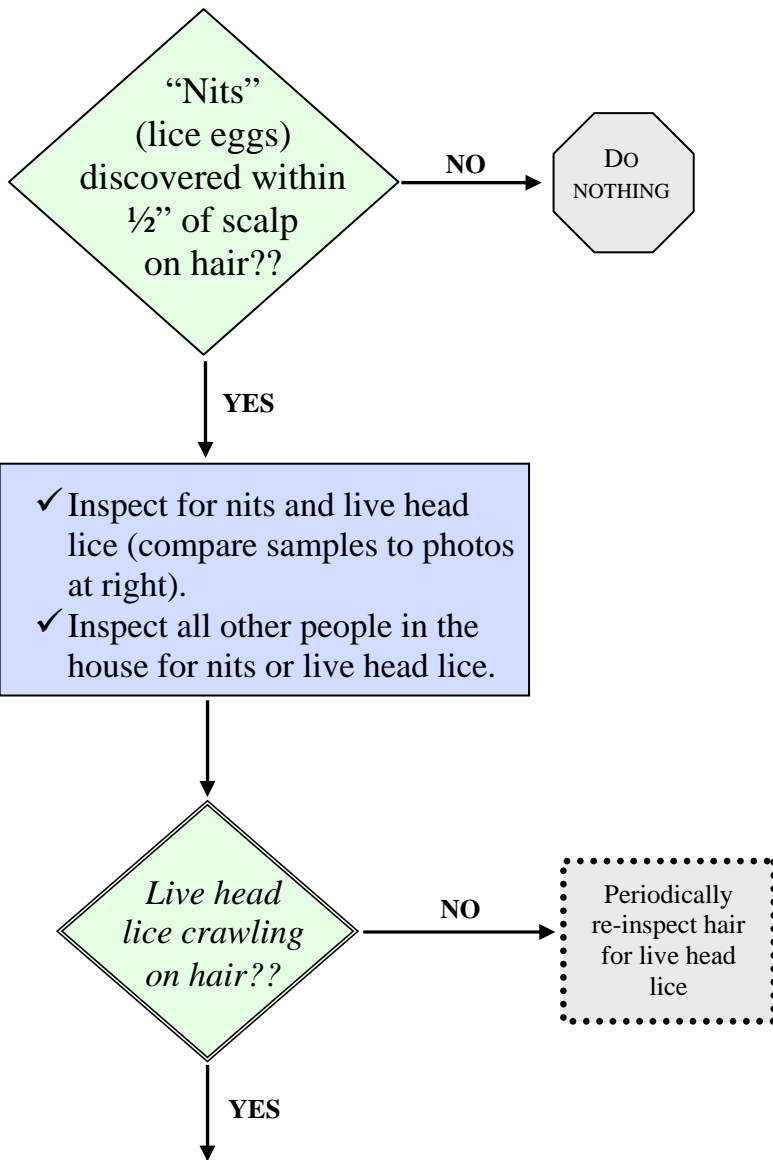 “Nits”
(lice eggs)
discovered within
½” of scalp
on hair??
NO
DO
NOTHING
YES
✓ Inspect for nits and live head
lice (compare samples to photos
at right).
✓ Inspect all other people in the
house for nits or live head lice.
Live head
lice crawling
on hair??
NO
Periodically
re-inspect hair
for live head
lice
YES